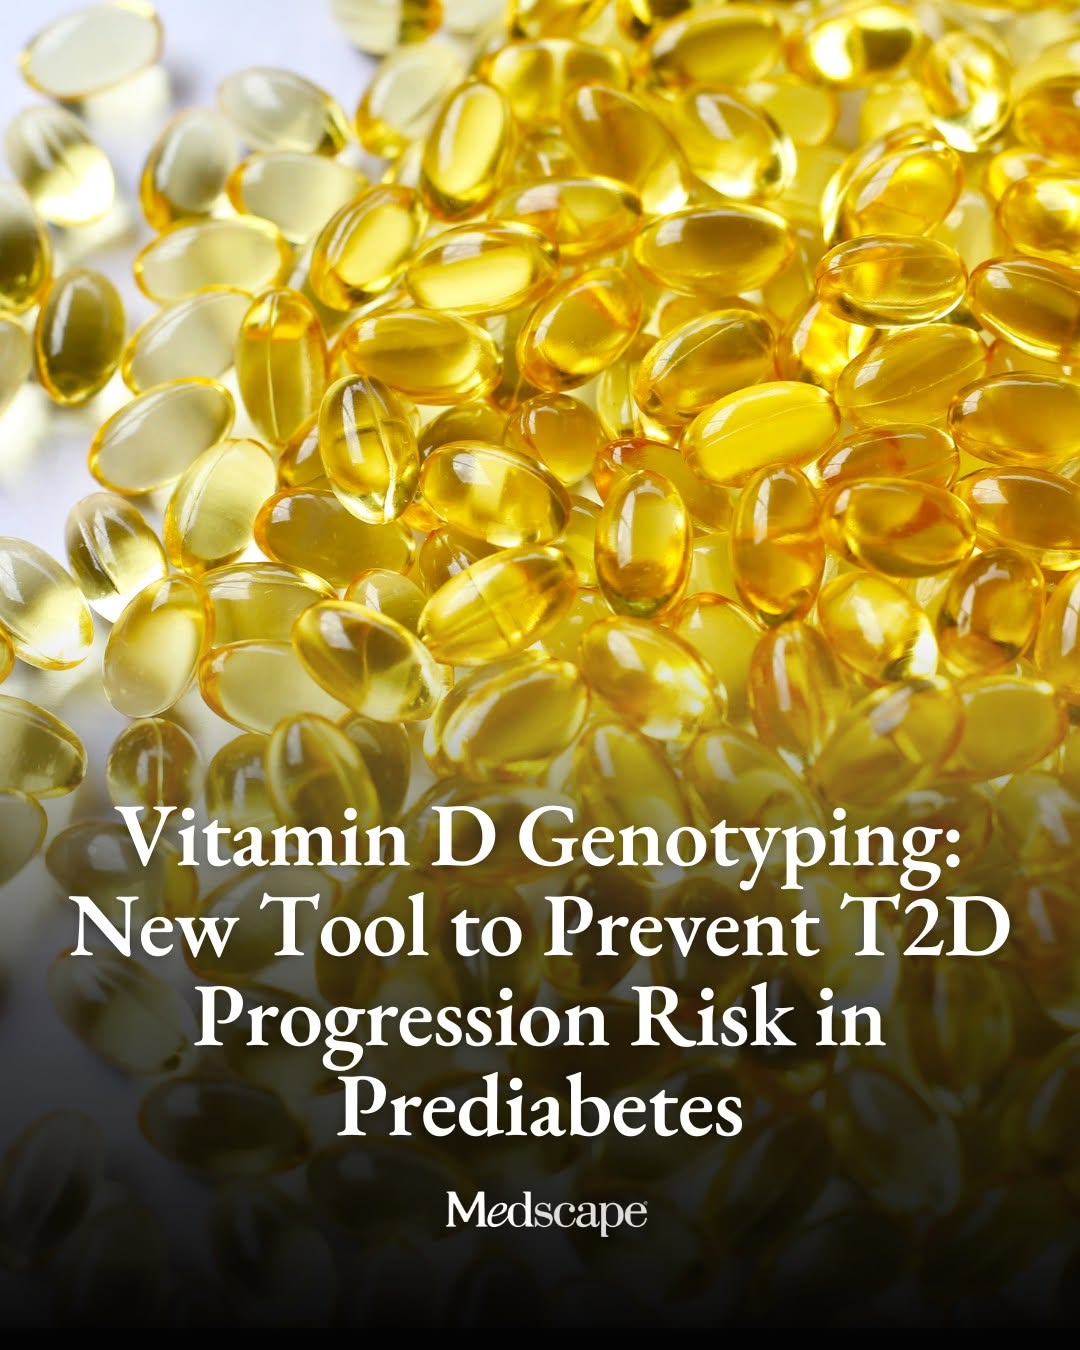 Vitamin D Genotyping:
New Tool to Prevent T2D
Progression Risk in
Prediabetes
Medscape